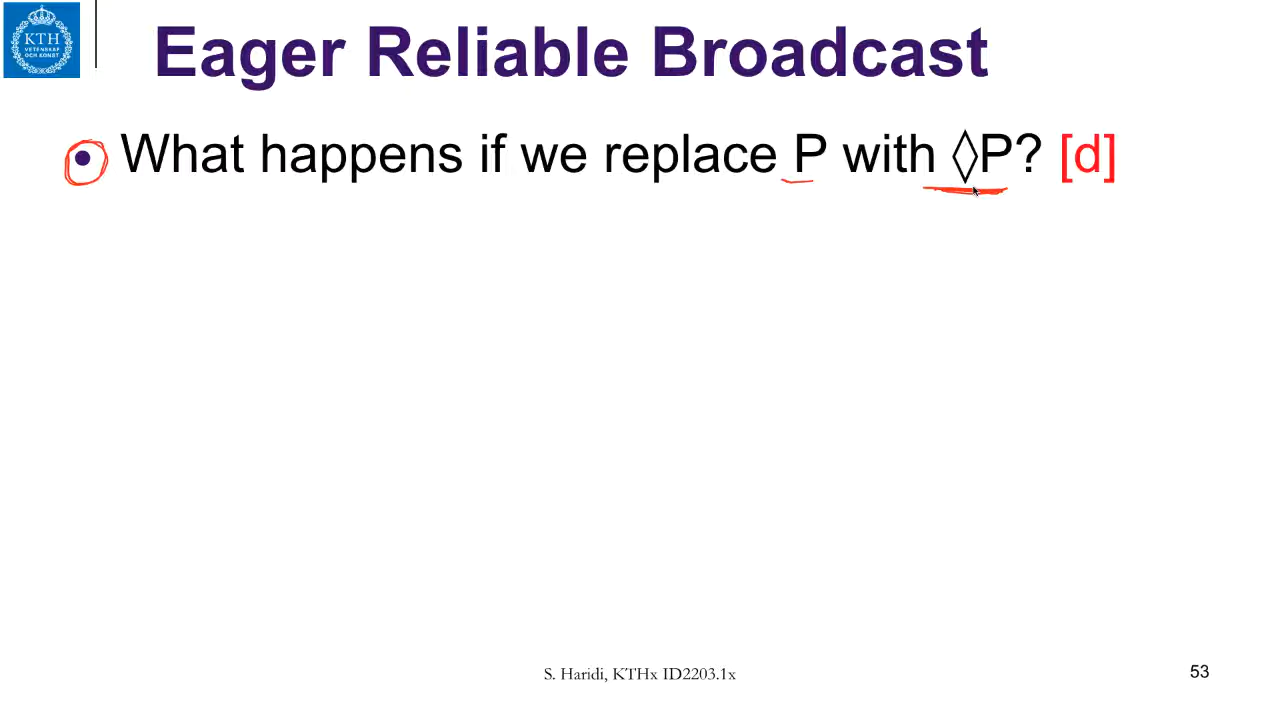 KTH
VETENSKAP
OCH KONST
Eager Reliable Broadcast
• What happens if we replace P with ◊P? [d]
S. Haridi, KTHx ID2203.1x
53